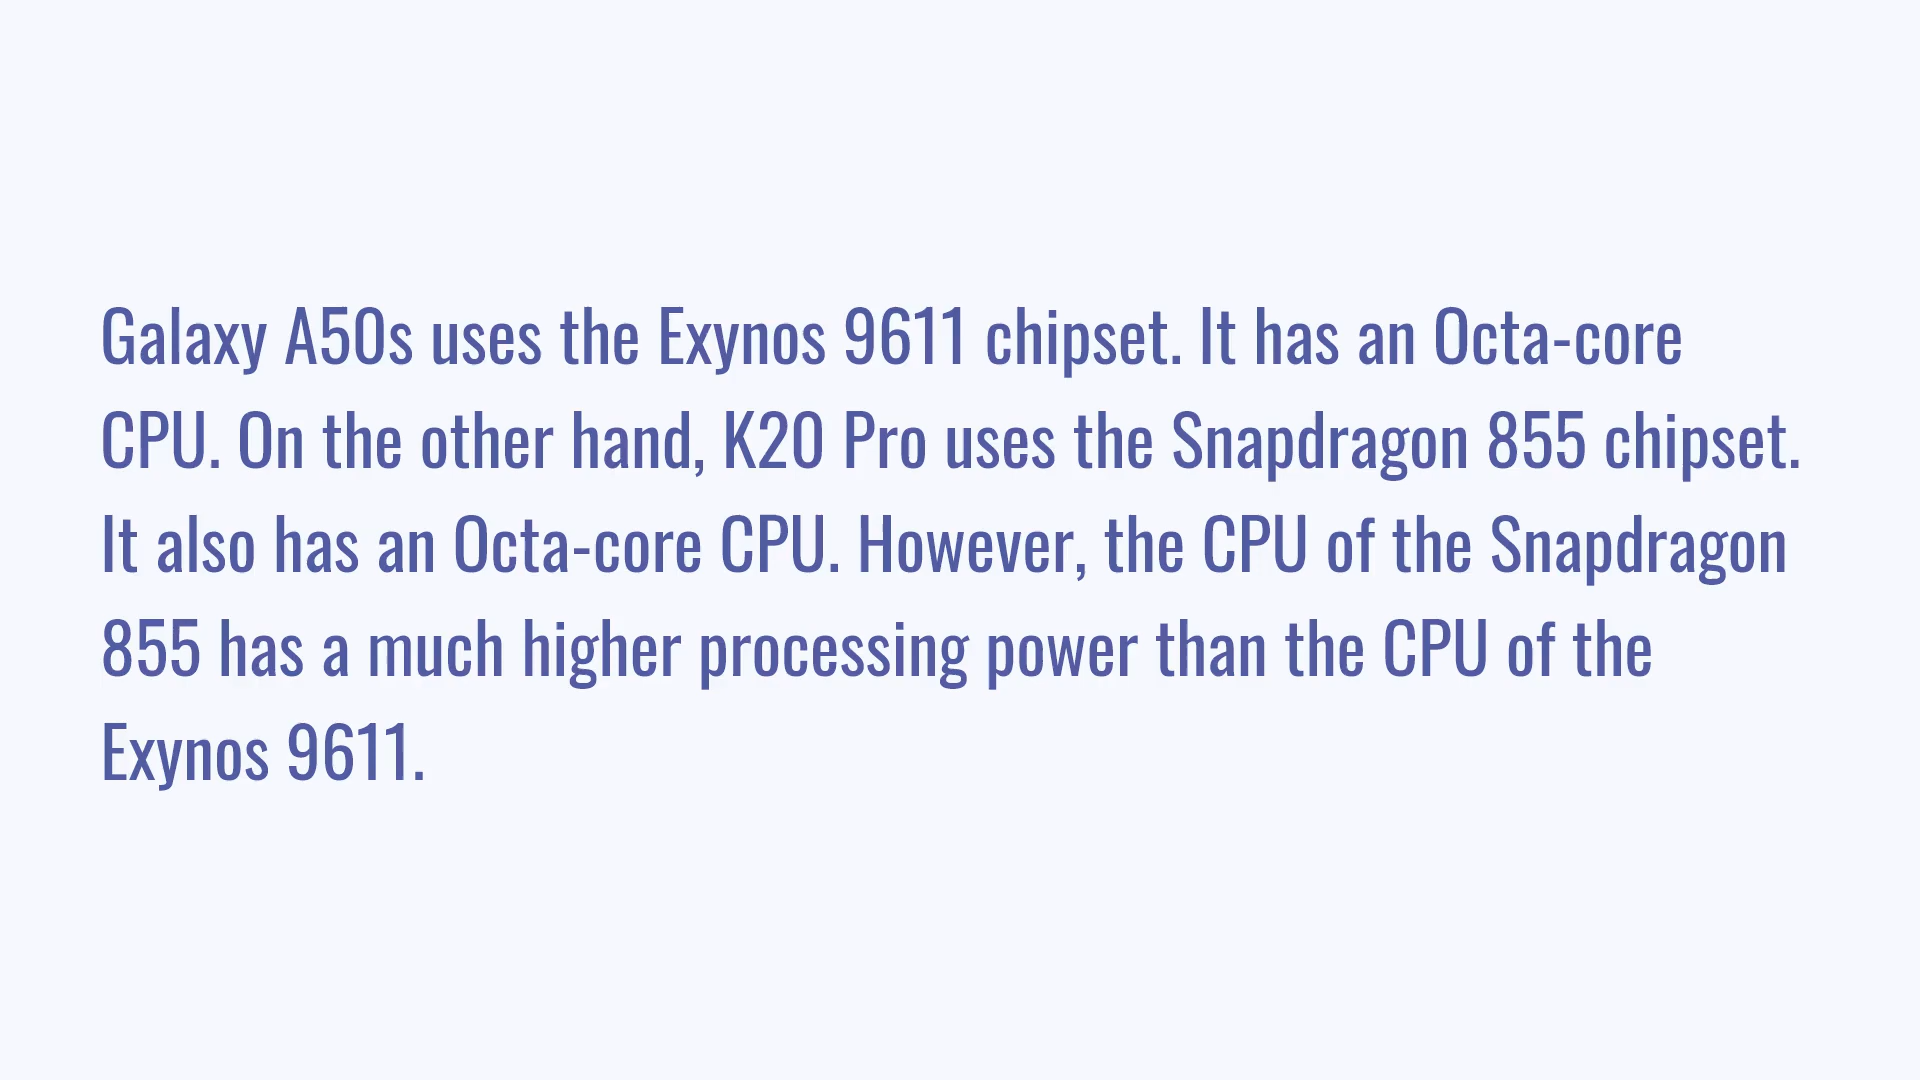 Galaxy A50s uses the Exynos 9611 chipset. It has an Octa-core
CPU. On the other hand, K20 Pro uses the Snapdragon 855 chipset.
It also has an Octa-core CPU. However, the CPU of the Snapdragon
855 has a much higher processing power than the CPU of the
Exynos 9611.